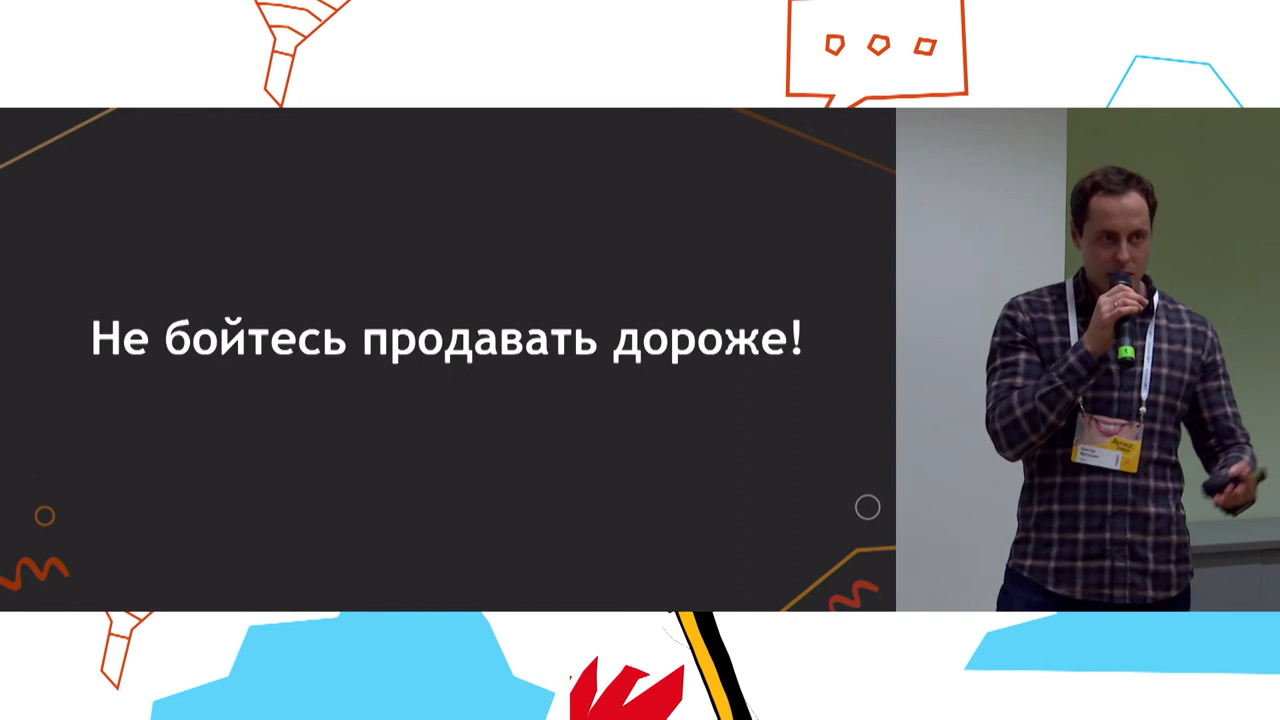 Не бойтесь продавать дороже!